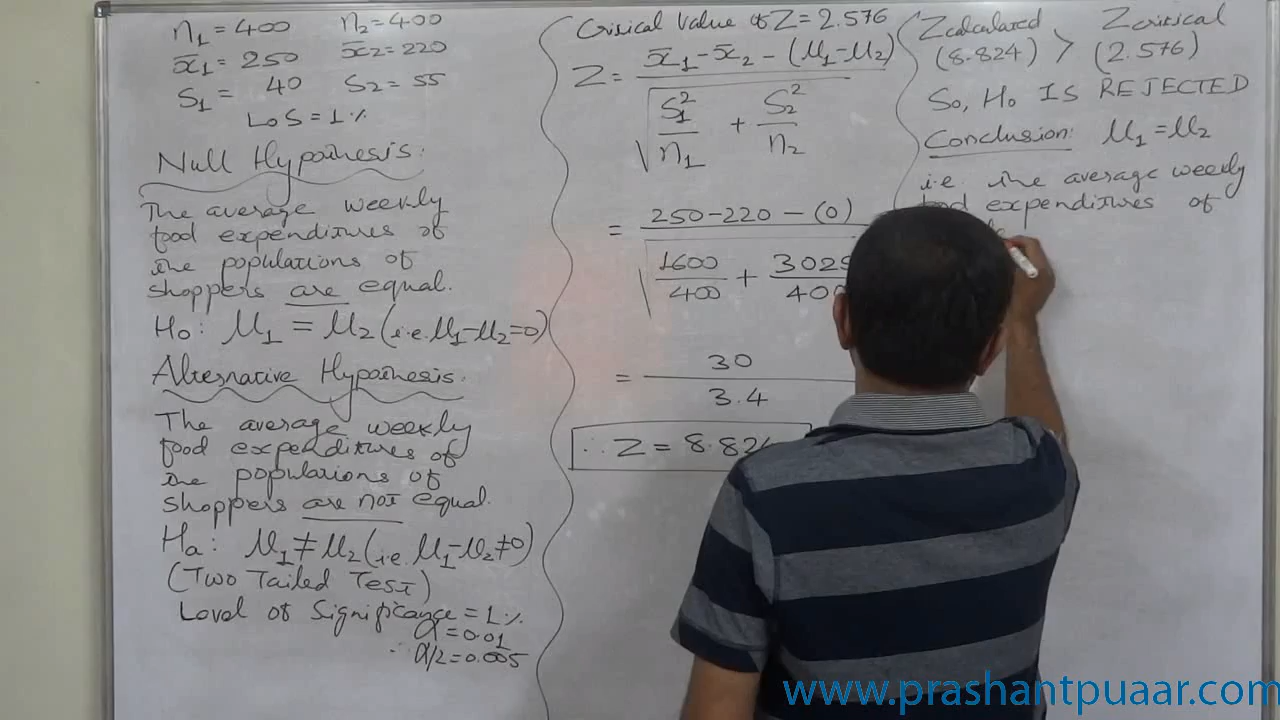 n1 = 400 n2 = 400
x̄1 = 250 x̄2 = 220
S1 = 40 S2 = 55
LoS = 1%
Null Hypothesis:
The average weekly
food expenditures of
the populations of
shoppers are equal.
Ho: μ1 = μ2 (i.e. μ1-μ2=0)
Alternative Hypothesis.
The average weekly
food expenditures of
the populations of
shoppers are not equal.
Ha: μ1 ≠ μ2 (i.e. μ1-μ2≠0)
(Two Tailed Test)
Level of Significance = 1%
α = 0.01
∴ α/2 = 0.005
Critical Value of Z = 2.576
Z = x̄1 - x̄2 - (μ1-μ2)
√ S1² / n1 + S2² / n2
= 250-220-(0)
√ 1600 / 400 + 302 / 40
= 30
3.4
∴ Z = 8.82
Zcalculated > Zcritical
(8.824) (2.576)
So, Ho IS REJECTED
Conclusion: μ1 = μ2
i.e. the average weekly
expenditures of
www.prashantpuaar.com